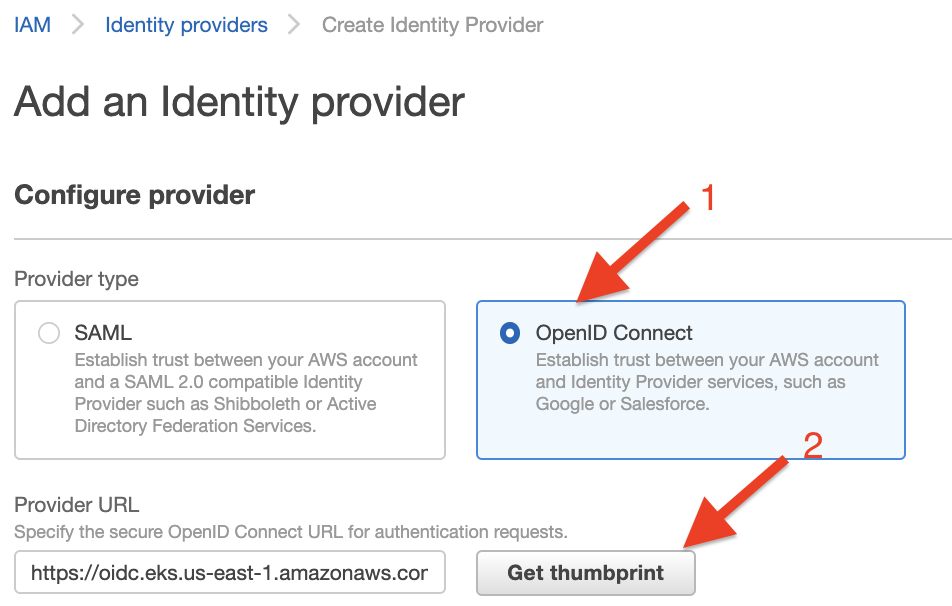 IAM > Identity providers > Create Identity Provider
Add an Identity provider
Configure provider
1
Provider type
SAML
Establish trust between your AWS account
and a SAML 2.0 compatible Identity
Provider such as Shibboleth or Active
Directory Federation Services.
OpenID Connect
Establish trust between your AWS account
and Identity Provider services, such as
Google or Salesforce.
2
Provider URL
Specify the secure OpenID Connect URL for authentication requests.
https://oidc.eks.us-east-1.amazonaws.cor
Get thumbprint